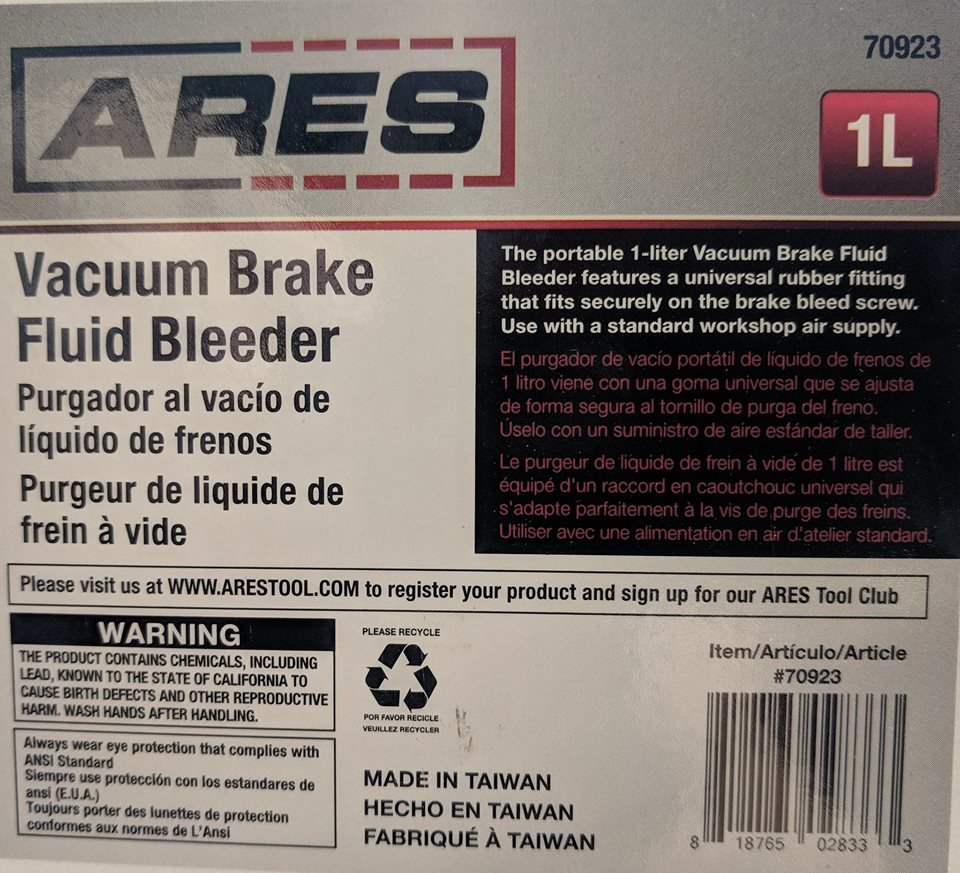 ARES
70923
1L
Vacuum Brake
Fluid Bleeder
Purgador al vacío de
líquido de frenos
Purgeur de liquide de
frein à vide
The portable 1-liter Vacuum Brake Fluid
Bleeder features a universal rubber fitting
that fits securely on the brake bleed screw.
Use with a standard workshop air supply.
El purgador de vacío portátil de líquido de frenos de
1 litro viene con una goma universal que se ajusta
de forma segura al tornillo de purga del freno.
Úselo con un suministro de aire estándar de taller.
Le purgeur de liquide de frein à vide de 1 litre est
équipé d'un raccord en caoutchouc universel qui
s'adapte parfaitement à la vis de purge des freins.
Utiliser avec une alimentation en air d'atelier standard.
Please visit us at WWW.ARESTOOL.COM to register your product and sign up for our ARES Tool Club
WARNING
THE PRODUCT CONTAINS CHEMICALS, INCLUDING
LEAD, KNOWN TO THE STATE OF CALIFORNIA TO
CAUSE BIRTH DEFECTS AND OTHER REPRODUCTIVE
HARM. WASH HANDS AFTER HANDLING.
Always wear eye protection that complies with
ANSI Standard
Siempre use protección con los estandares de
ansi (E.U.A.)
Toujours porter des lunettes de protection
conformes aux normes de L'Ansi
PLEASE RECYCLE
POR FAVOR RECICLE
VEUILLEZ RECYCLER
MADE IN TAIWAN
HECHO EN TAIWAN
FABRIQUÉ À TAIWAN
Item/Artículo/Article
#70923
8 18765 02833 3